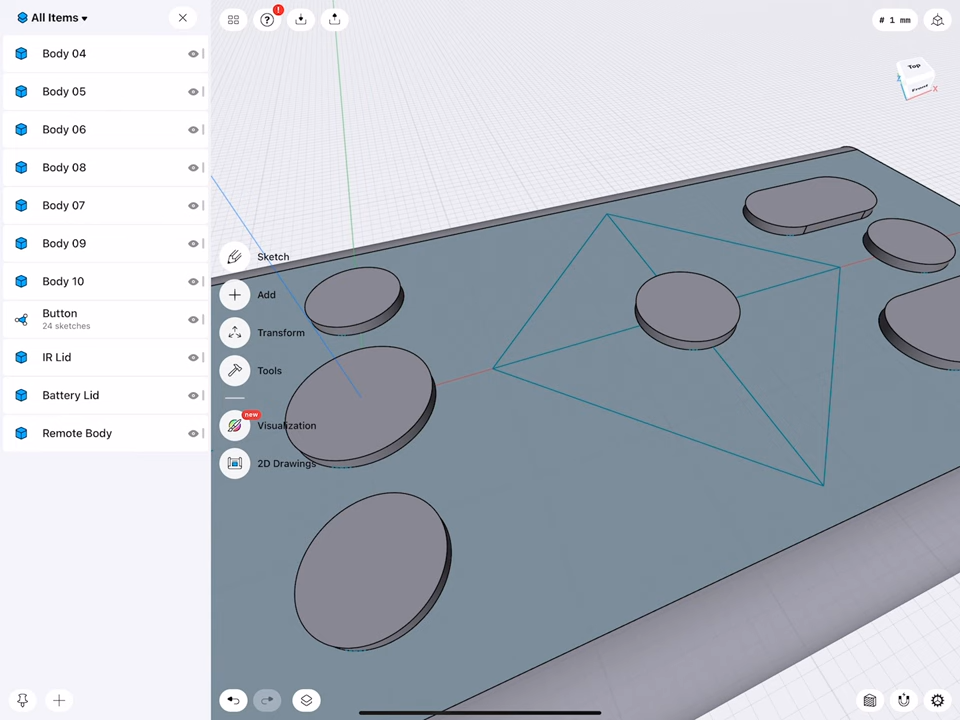 All Items
# 1 mm
Body 04
Top
Front
X
Body 05
Body 06
Body 08
Body 07
Body 09
Sketch
Body 10
Add
Button
24 sketches
Transform
IR Lid
Tools
Battery Lid
new
Visualization
Remote Body
2D Drawings